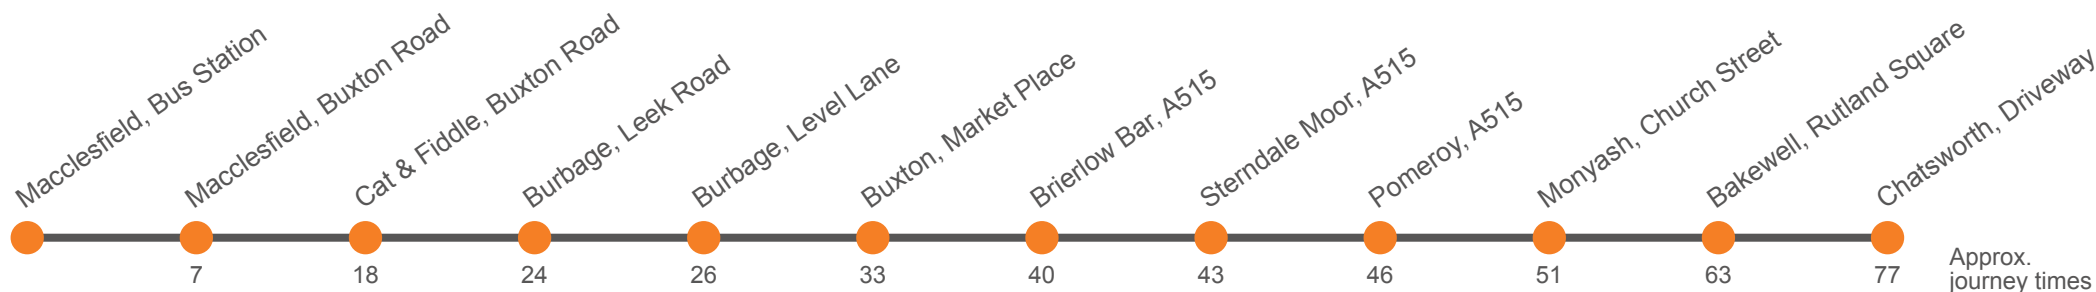 Macclesfield, Bus Station
Macclesfield, Buxton Road
Cat & Fiddle, Buxton Road
Burbage, Leek Road
Burbage, Level Lane
Buxton, Market Place
Brierlow Bar, A515
Sterndale Moor, A515
Pomeroy, A515
Monyash, Church Street
Bakewell, Rutland Square
Chatsworth, Driveway
7
18
24
26
33
40
43
46
51
63
77
Approx.
journey times